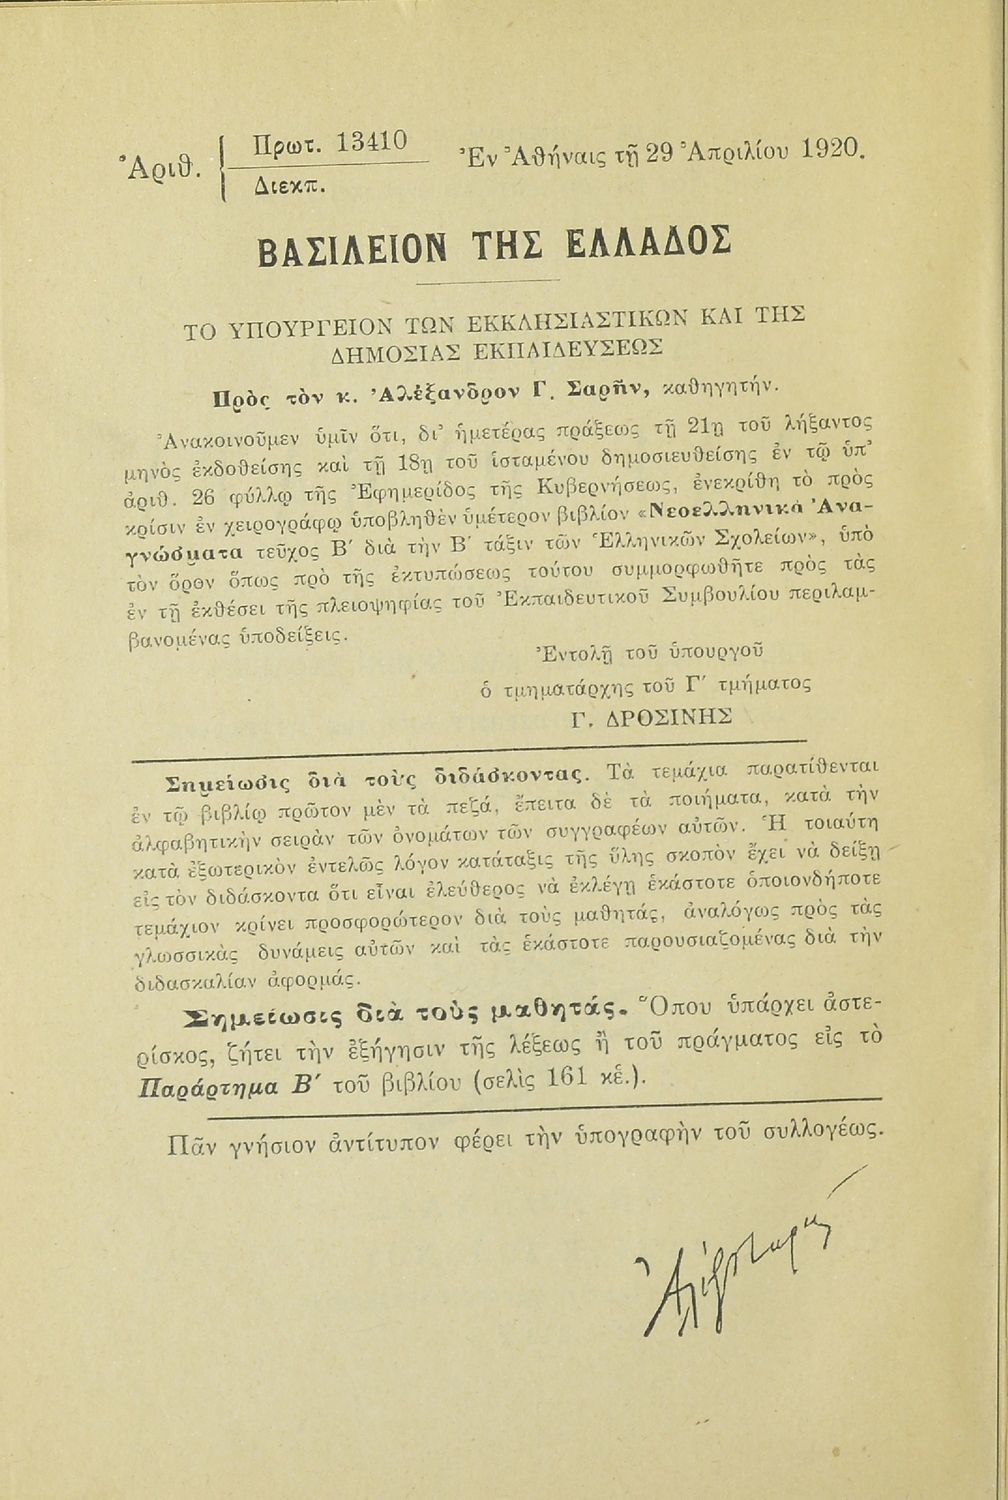 Ἀριθ. Πρωτ. 13410 Ἐν Ἀθήναις τῇ 29 Ἀπριλίου 1920.
Διεκπ.
ΒΑΣΙΛΕΙΟΝ ΤΗΣ ΕΛΛΑΔΟΣ
ΤΟ ΥΠΟΥΡΓΕΙΟΝ ΤΩΝ ΕΚΚΛΗΣΙΑΣΤΙΚΩΝ ΚΑΙ ΤΗΣ
ΔΗΜΟΣΙΑΣ ΕΚΠΑΙΔΕΥΣΕΩΣ
Πρὸς τὸν κ. Ἀλέξανδρον Γ. Σαρῆν, καθηγητήν.
Ἀνακοινοῦμεν ὑμῖν ὅτι, δι' ἡμετέρας πράξεως τῇ 21ῃ τοῦ λήξαντος
μηνὸς ἐκδοθείσης καὶ τῇ 18ῃ τοῦ ἱσταμένου δημοσιευθείσης ἐν τῷ ὑπ'
ἀριθ. 26 φύλλῳ τῆς Ἐφημερίδος τῆς Κυβερνήσεως, ἐνεκρίθη τὸ πρὸς
κρίσιν ἐν χειρογράφῳ ὑποβληθὲν ὑμέτερον βιβλίον «Νεοελληνικὰ Ἀνα-
γνώσματα τεῦχος Β' διὰ τὴν Β' τάξιν τῶν Ἑλληνικῶν Σχολείων», ὑπὸ
τὸν ὅρον ὅπως πρὸ τῆς ἐκτυπώσεως τούτου συμμορφωθῆτε πρὸς τὰς
ἐν τῇ ἐκθέσει τῆς πλειοψηφίας τοῦ Ἐκπαιδευτικοῦ Συμβουλίου περιλαμ-
βανομένας ὑποδείξεις.
Ἐντολῇ τοῦ ὑπουργοῦ
ὁ τμηματάρχης τοῦ Γ' τμήματος
Γ. ΔΡΟΣΙΝΗΣ
Σημείωσις διὰ τοὺς διδάσκοντας. Τὰ τεμάχια παρατίθενται
ἐν τῷ βιβλίῳ πρῶτον μὲν τὰ πεζά, ἔπειτα δὲ τὰ ποιήματα, κατὰ τὴν
ἀλφαβητικὴν σειρὰν τῶν ὀνομάτων τῶν συγγραφέων αὐτῶν. Ἡ τοιαύτη
κατὰ ἐξωτερικὸν ἐντελῶς λόγον κατάταξις τῆς ὕλης σκοπὸν ἔχει νὰ δείξῃ
εἰς τὸν διδάσκοντα ὅτι εἶναι ἐλεύθερος νὰ ἐκλέγῃ ἑκάστοτε ὁποιονδήποτε
τεμάχιον κρίνει προσφορώτερον διὰ τοὺς μαθητάς, ἀναλόγως πρὸς τὰς
γλωσσικὰς δυνάμεις αὐτῶν καὶ τὰς ἑκάστοτε παρουσιαζομένας διὰ τὴν
διδασκαλίαν ἀφορμάς.
Σημείωσις διὰ τοὺς μαθητάς. Ὅπου ὑπάρχει ἀστε-
ρίσκος, ζήτει τὴν ἐξήγησιν τῆς λέξεως ἢ τοῦ πράγματος εἰς τὸ
Παράρτημα Β' τοῦ βιβλίου (σελὶς 161 κἑ.).
Πᾶν γνήσιον ἀντίτυπον φέρει τὴν ὑπογραφὴν τοῦ συλλογέως.